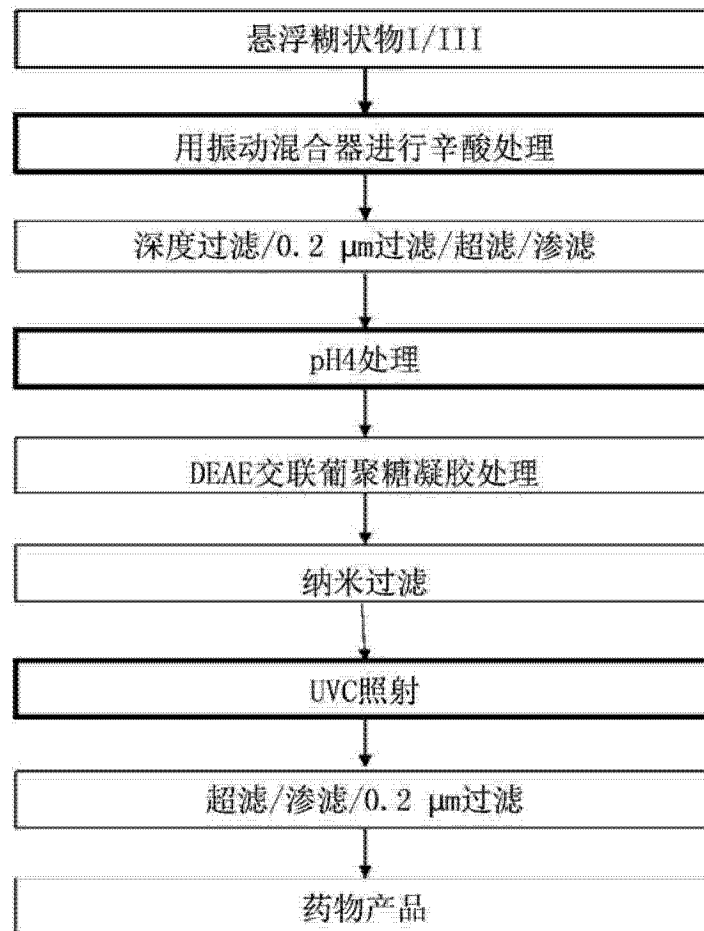 悬浮糊状物I/III
用振动混合器进行辛酸处理
深度过滤/0.2 μm过滤/超滤/渗滤
pH4处理
DEAE交联葡聚糖凝胶处理
纳米过滤
UVC照射
超滤/渗滤/0.2 μm过滤
药物产品